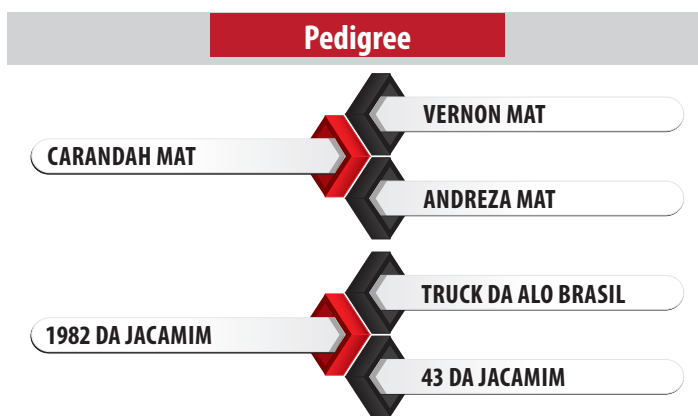 Pedigree
VERNON MAT
CARANDAH MAT
ANDREZA MAT
TRUCK DA ALO BRASIL
1982 DA JACAMIM
43 DA JACAMIM